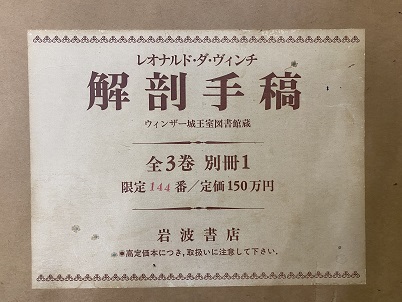 レオナルド・ダ・ヴィンチ
解剖手稿
ウィンザー城王室図書館蔵
全3巻 別冊1
限定144番／定価150万円
岩波書店
*高定価本につき,取扱いに注意して下さい.